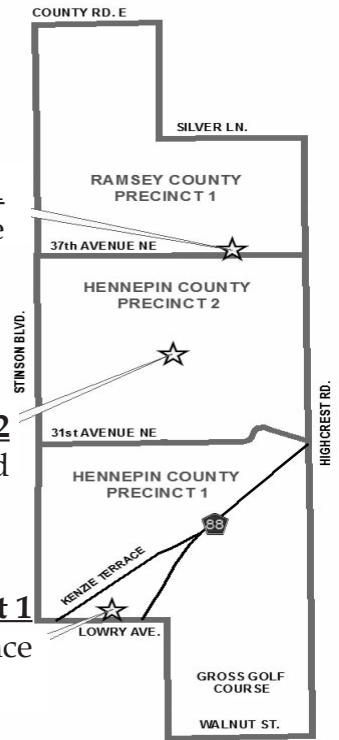 COUNTY RD. E
SILVER LN.
RAMSEY COUNTY
PRECINCT 1
e
37th AVENUE NE
HENNEPIN COUNTY
PRECINCT 2
STINSON BLVD.
2
d
31st AVENUE NE
HIGHCREST RD.
HENNEPIN COUNTY
PRECINCT 1
88
KENZIE TERRACE
t 1
LOWRY AVE.
nce
GROSS GOLF
COURSE
WALNUT ST.